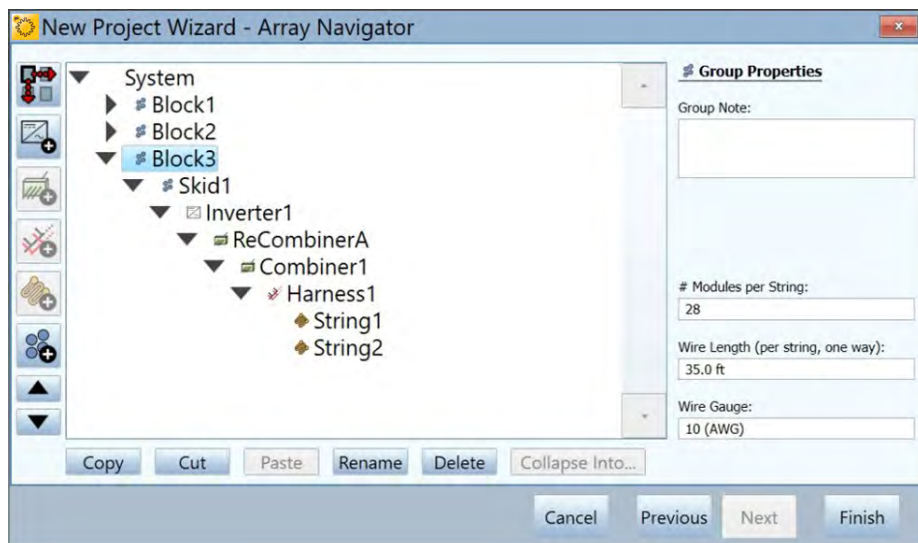 New Project Wizard - Array Navigator
System
Block1
Block2
Block3
Skid1
Inverter1
ReCombinerA
Combiner1
Harness1
String1
String2
Group Properties
Group Note:
# Modules per String:
28
Wire Length (per string, one way):
35.0 ft
Wire Gauge:
10 (AWG)
Copy Cut Paste Rename Delete Collapse Into...
Cancel Previous Next Finish